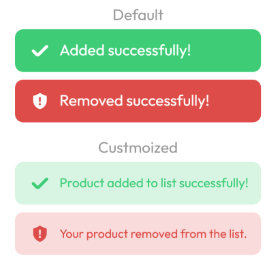 Default
Added successfully!
Removed successfully!
Custmoized
Product added to list successfully!
Your product removed from the list.